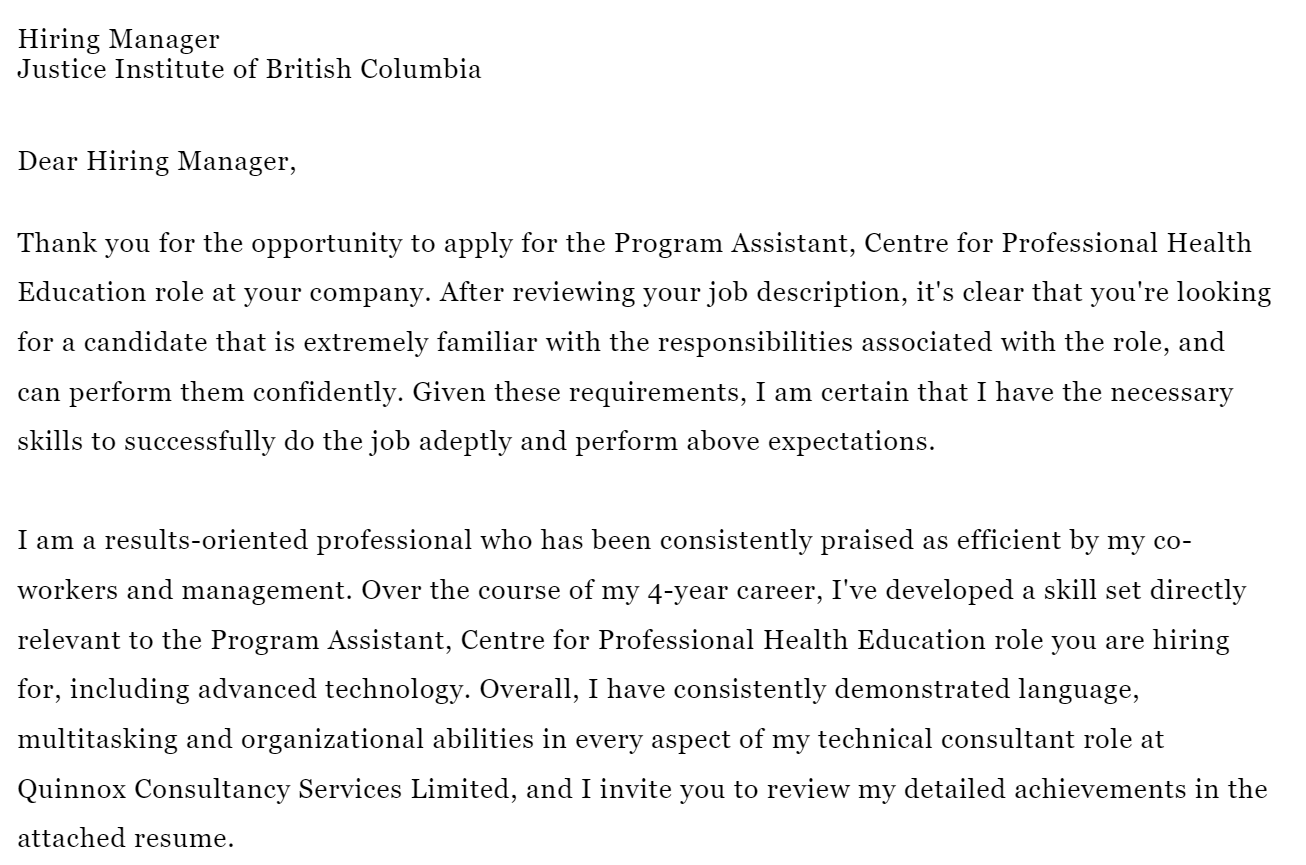 Hiring Manager
Justice Institute of British Columbia
Dear Hiring Manager,
Thank you for the opportunity to apply for the Program Assistant, Centre for Professional Health
Education role at your company. After reviewing your job description, it's clear that you're looking
for a candidate that is extremely familiar with the responsibilities associated with the role, and
can perform them confidently. Given these requirements, I am certain that I have the necessary
skills to successfully do the job adeptly and perform above expectations.
I am a results-oriented professional who has been consistently praised as efficient by my co-
workers and management. Over the course of my 4-year career, I've developed a skill set directly
relevant to the Program Assistant, Centre for Professional Health Education role you are hiring
for, including advanced technology. Overall, I have consistently demonstrated language,
multitasking and organizational abilities in every aspect of my technical consultant role at
Quinnox Consultancy Services Limited, and I invite you to review my detailed achievements in the
attached resume.